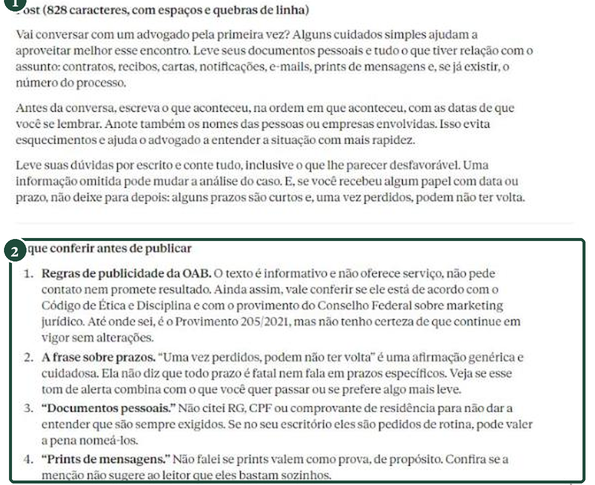 1
ost (828 caracteres, com espaços e quebras de linha)
Vai conversar com um advogado pela primeira vez? Alguns cuidados simples ajudam a
aproveitar melhor esse encontro. Leve seus documentos pessoais e tudo o que tiver relação com o
assunto: contratos, recibos, cartas, notificações, e-mails, prints de mensagens e, se já existir, o
número do processo.
Antes da conversa, escreva o que aconteceu, na ordem em que aconteceu, com as datas de que
você se lembrar. Anote também os nomes das pessoas ou empresas envolvidas. Isso evita
esquecimentos e ajuda o advogado a entender a situação com mais rapidez.
Leve suas dúvidas por escrito e conte tudo, inclusive o que lhe parecer desfavorável. Uma
informação omitida pode mudar a análise do caso. E, se você recebeu algum papel com data ou
prazo, não deixe para depois: alguns prazos são curtos e, uma vez perdidos, podem não ter volta.
2
que conferir antes de publicar
1. Regras de publicidade da OAB. O texto é informativo e não oferece serviço, não pede
contato nem promete resultado. Ainda assim, vale conferir se ele está de acordo com o
Código de Ética e Disciplina e com o provimento do Conselho Federal sobre marketing
jurídico. Até onde sei, é o Provimento 205/2021, mas não tenho certeza de que continue em
vigor sem alterações.
2. A frase sobre prazos. “Uma vez perdidos, podem não ter volta” é uma afirmação genérica e
cuidadosa. Ela não diz que todo prazo é fatal nem fala em prazos específicos. Veja se esse
tom de alerta combina com o que você quer passar ou se prefere algo mais leve.
3. “Documentos pessoais.” Não citei RG, CPF ou comprovante de residência para não dar a
entender que são sempre exigidos. Se no seu escritório eles são pedidos de rotina, pode valer
a pena nomeá-los.
4. “Prints de mensagens.” Não falei se prints valem como prova, de propósito. Confira se a
menção não sugere ao leitor que eles bastam sozinhos.